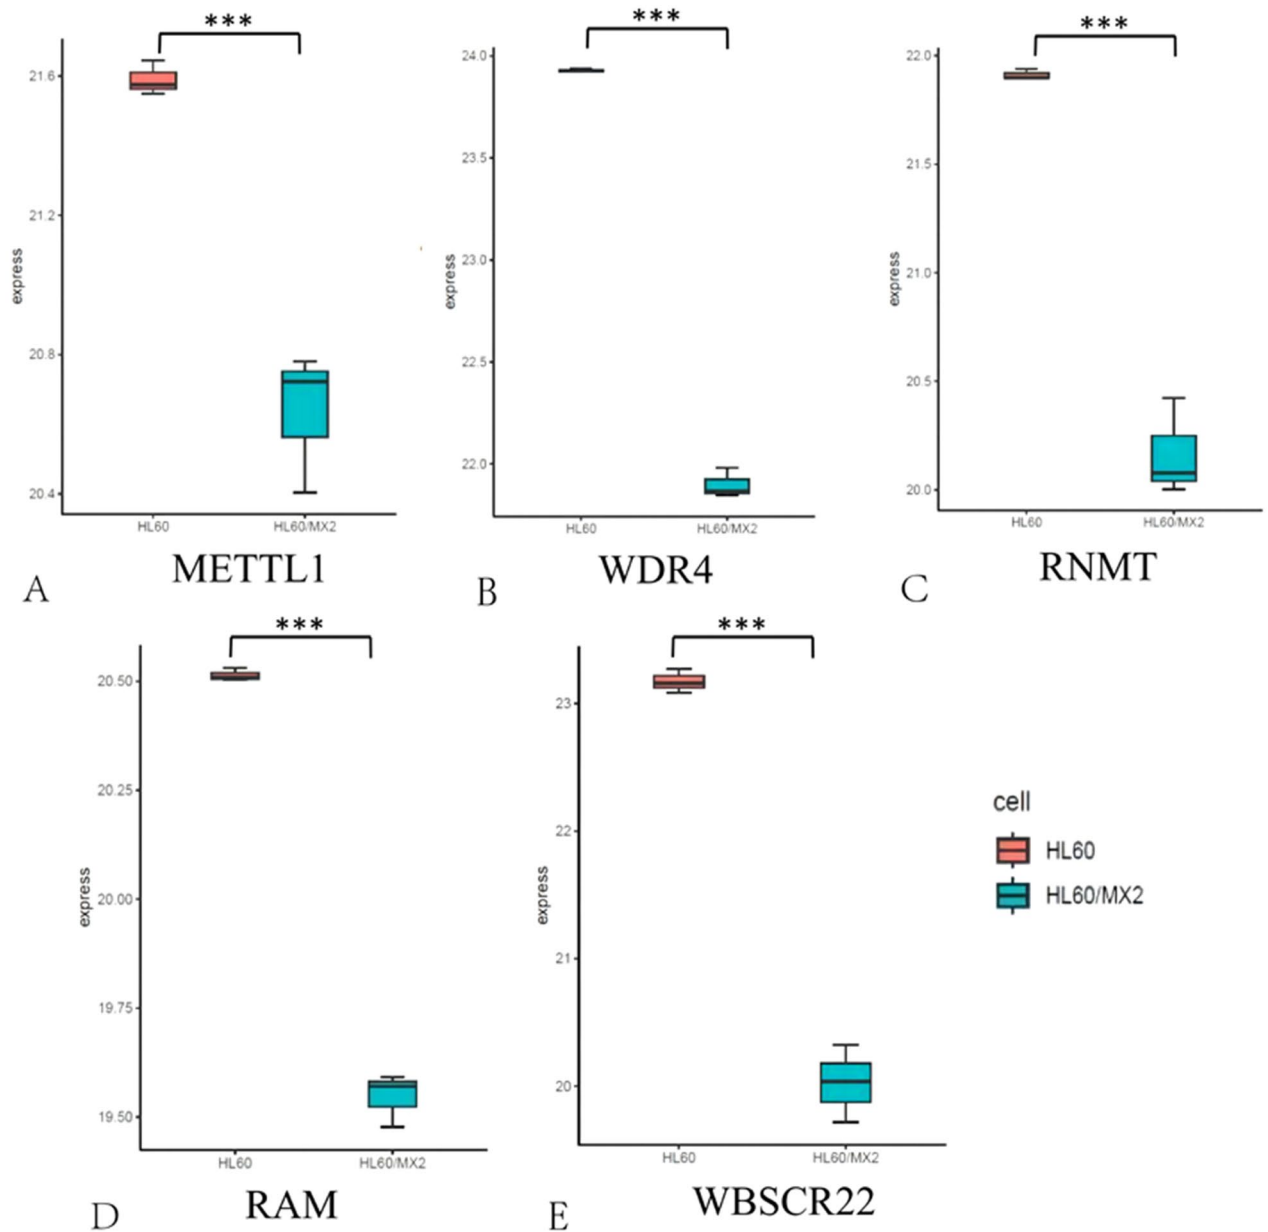 ***
21.6
21.2
20.8
20.4
express
HL60
HL60/MX2
METTL1
A
***
24.0
23.5
23.0
22.5
22.0
express
HL60
HL60/MX2
WDR4
B
***
22.0
21.5
21.0
20.5
20.0
express
HL60
HL60/MX2
RNMT
C
***
20.50
20.25
20.00
19.75
19.50
express
HL60
HL60/MX2
RAM
D
***
23
22
21
20
express
HL60
HL60/MX2
WBSCR22
E
cell
HL60
HL60/MX2